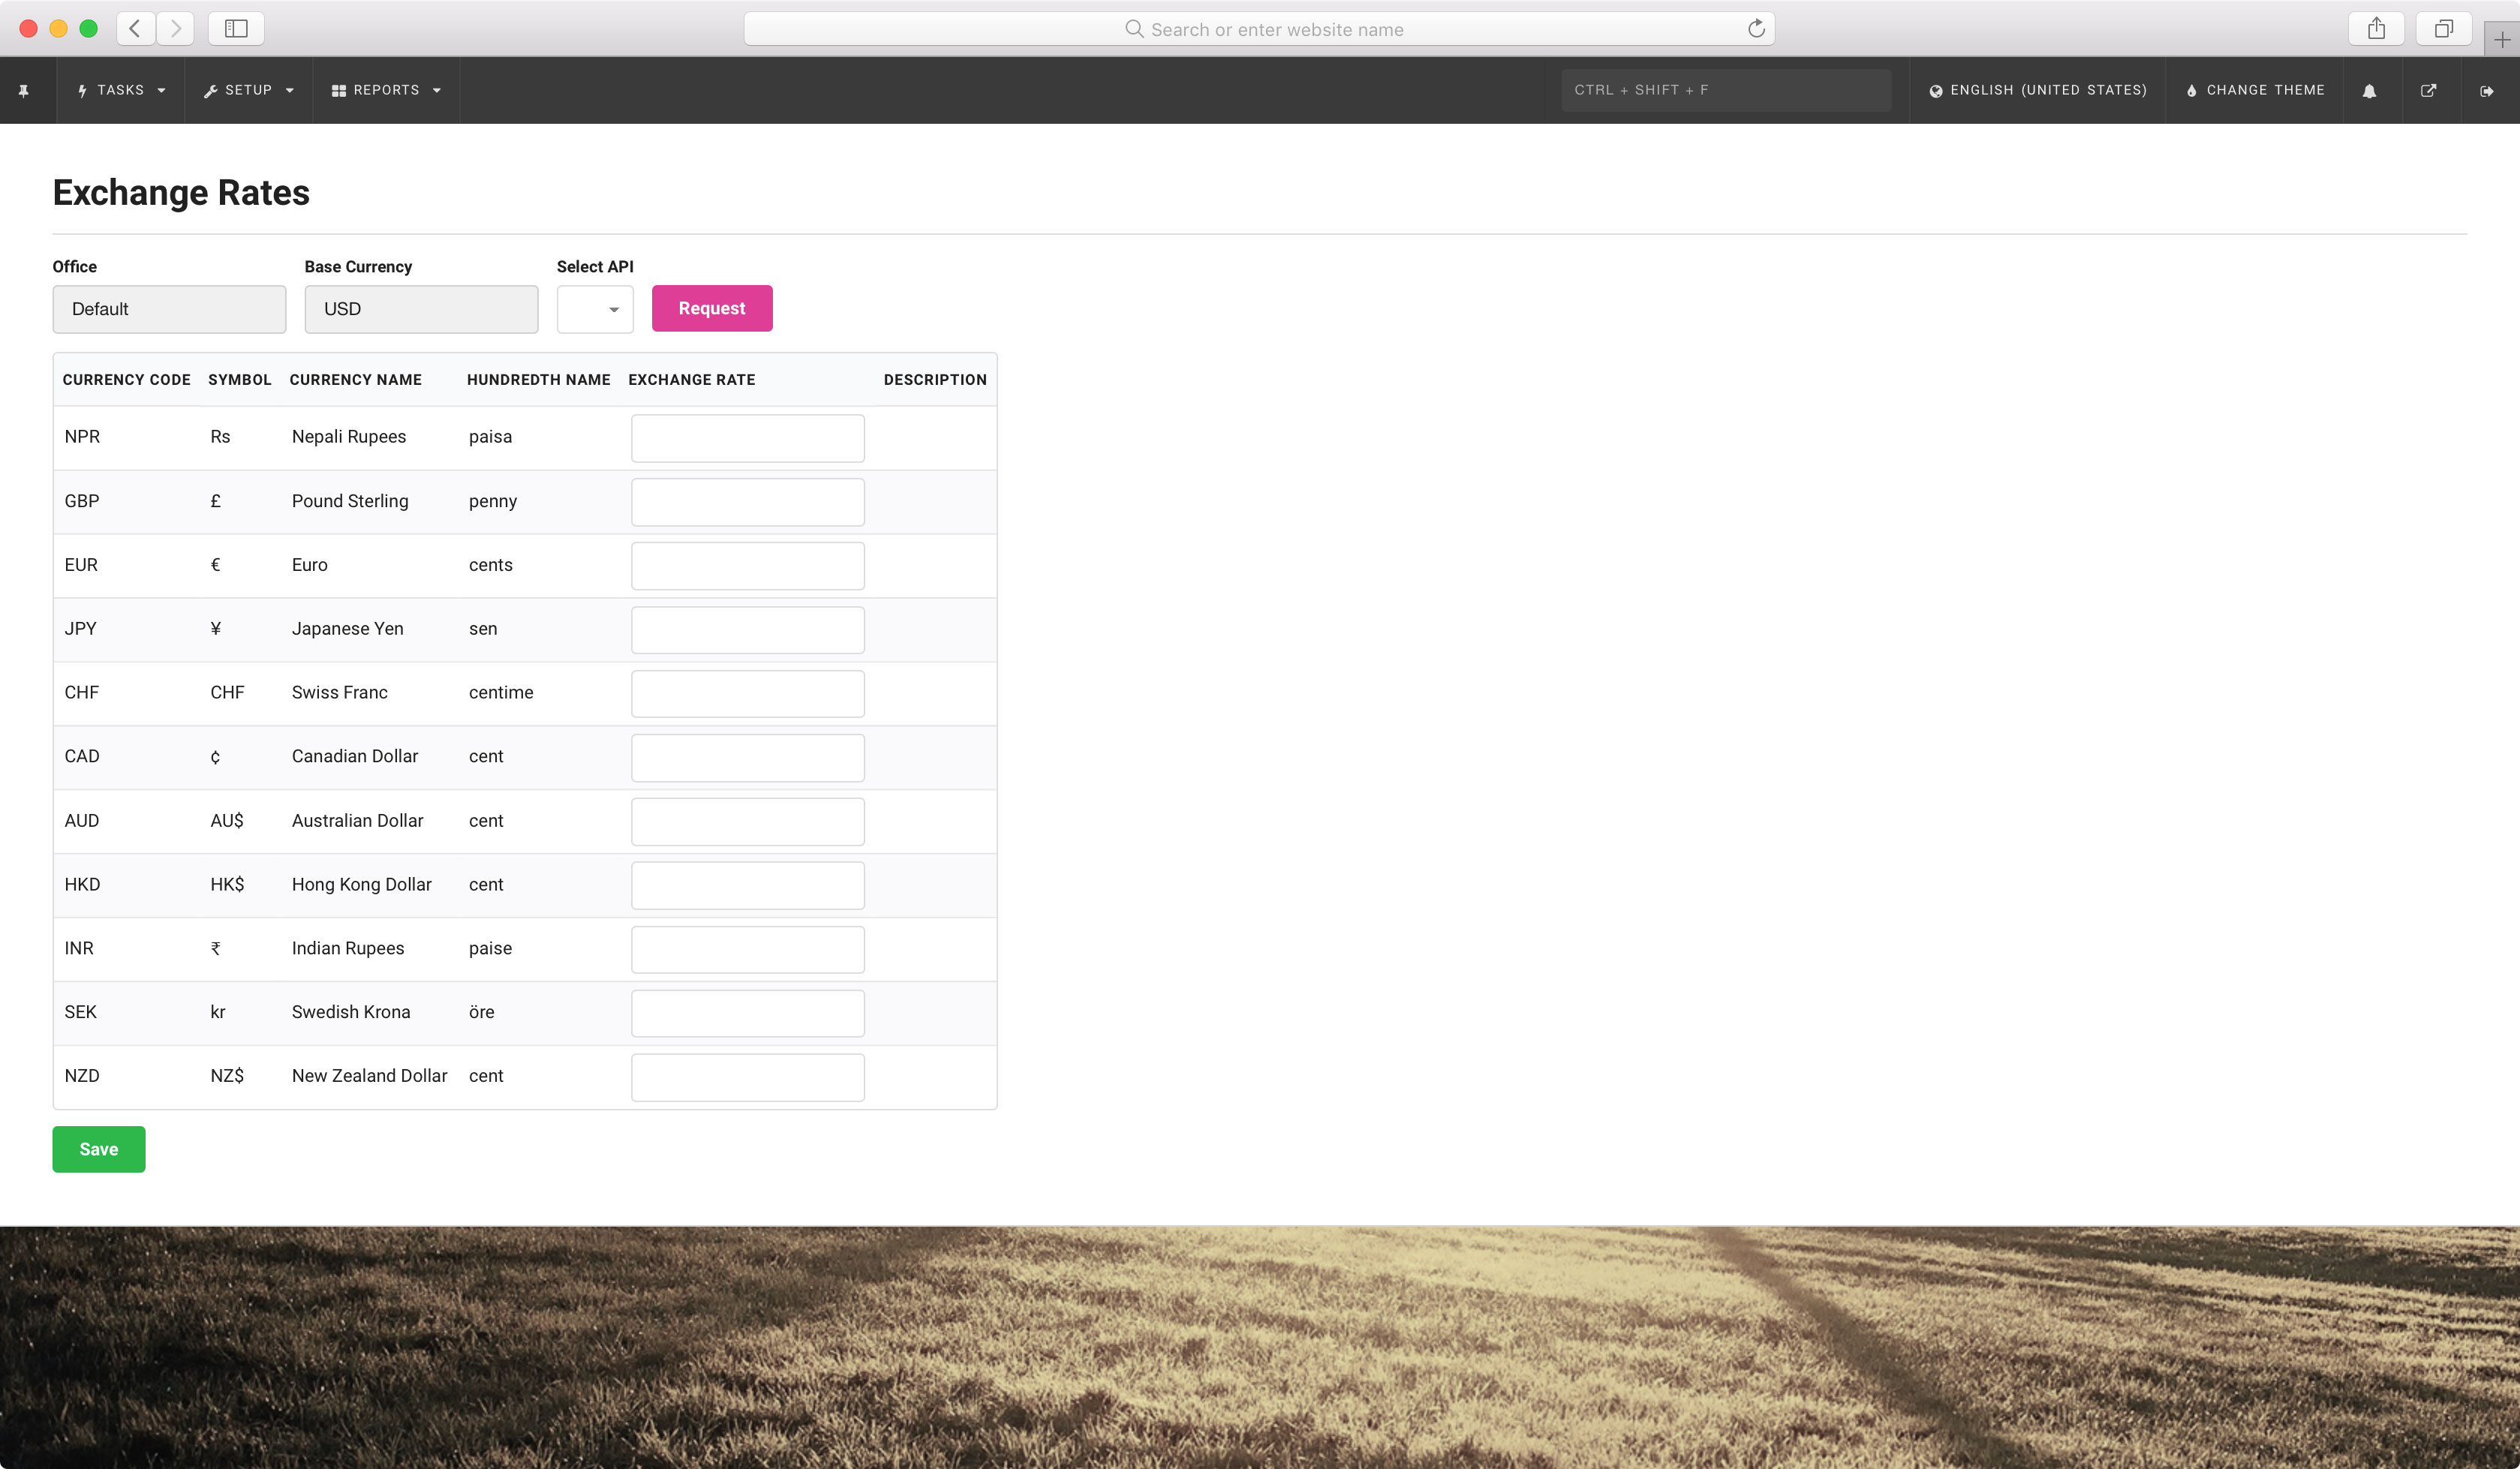 Search or enter website name
TASKS SETUP REPORTS CTRL + SHIFT + F ENGLISH (UNITED STATES) CHANGE THEME
Exchange Rates
Office Base Currency Select API
Default USD Request
CURRENCY CODE SYMBOL CURRENCY NAME HUNDREDTH NAME EXCHANGE RATE DESCRIPTION
NPR Rs Nepali Rupees paisa
GBP £ Pound Sterling penny
EUR € Euro cents
JPY ¥ Japanese Yen sen
CHF CHF Swiss Franc centime
CAD ¢ Canadian Dollar cent
AUD AU$ Australian Dollar cent
HKD HK$ Hong Kong Dollar cent
INR ₹ Indian Rupees paise
SEK kr Swedish Krona öre
NZD NZ$ New Zealand Dollar cent
Save